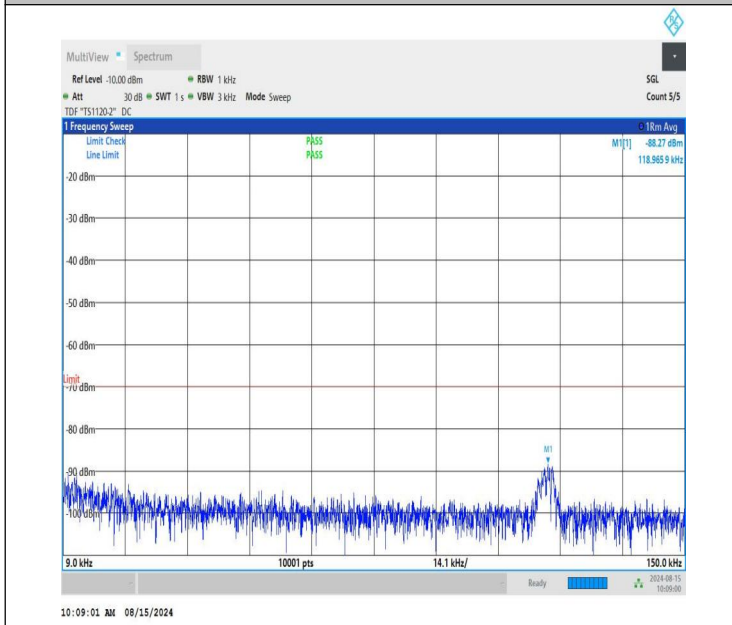 MultiView Spectrum
Ref Level -10.00 dBm RBW 1 kHz SGL
Att 30 dB SWT 1 s VBW 3 kHz Mode Sweep Count 5/5
TDF "TS1120-2" DC
1 Frequency Sweep 1Rm Avg
Limit Check PASS M1[1] -88.27 dBm
Line Limit PASS 118.965 9 kHz
-20 dBm
-30 dBm
-40 dBm
-50 dBm
-60 dBm
Limit
-70 dBm
-80 dBm
M1
-90 dBm
-100 dBm
9.0 kHz 10001 pts 14.1 kHz/ 150.0 kHz
Ready 2024-08-15
10:09:00
10:09:01 AM 08/15/2024